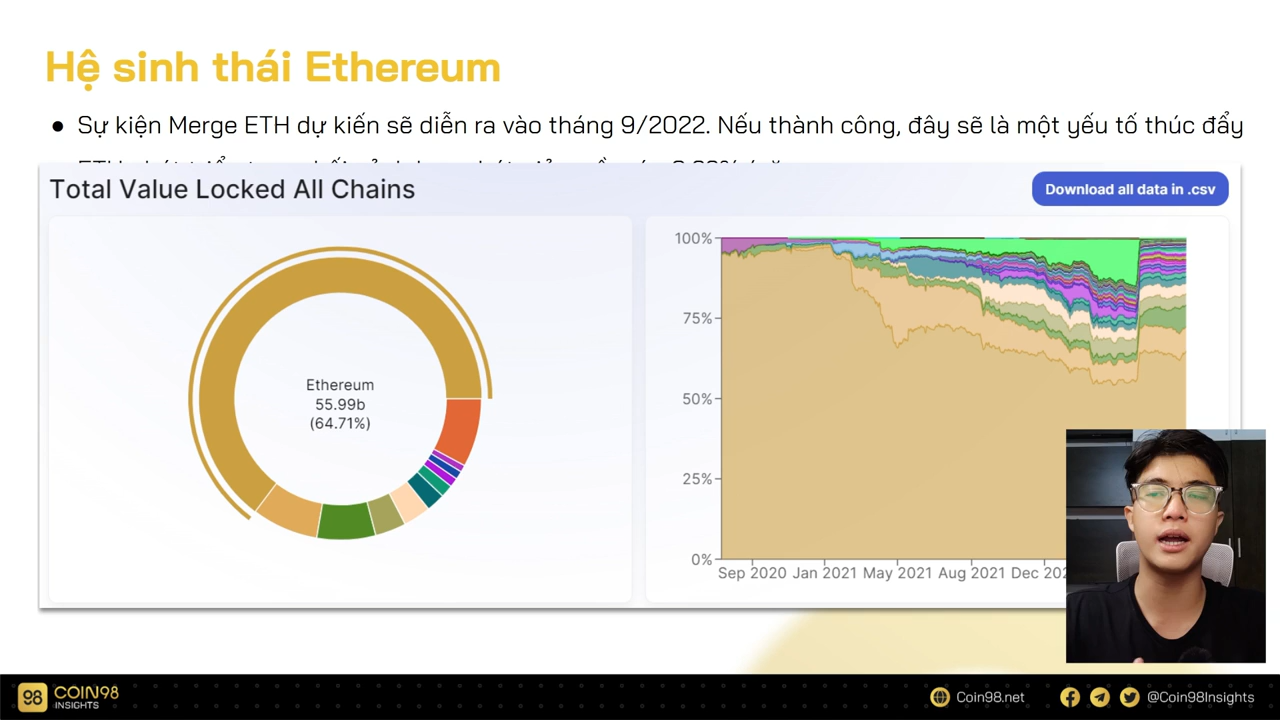 Hệ sinh thái Ethereum
● Sự kiện Merge ETH dự kiến sẽ diễn ra vào tháng 9/2022. Nếu thành công, đây sẽ là một yếu tố thúc đẩy
Total Value Locked All Chains
Download all data in .csv
Ethereum
55.99b
(64.71%)
100%
75%
50%
25%
0%
Sep 2020 Jan 2021 May 2021 Aug 2021 Dec
98 COIN98
INSIGHTS
Coin98.net
@Coin98Insights